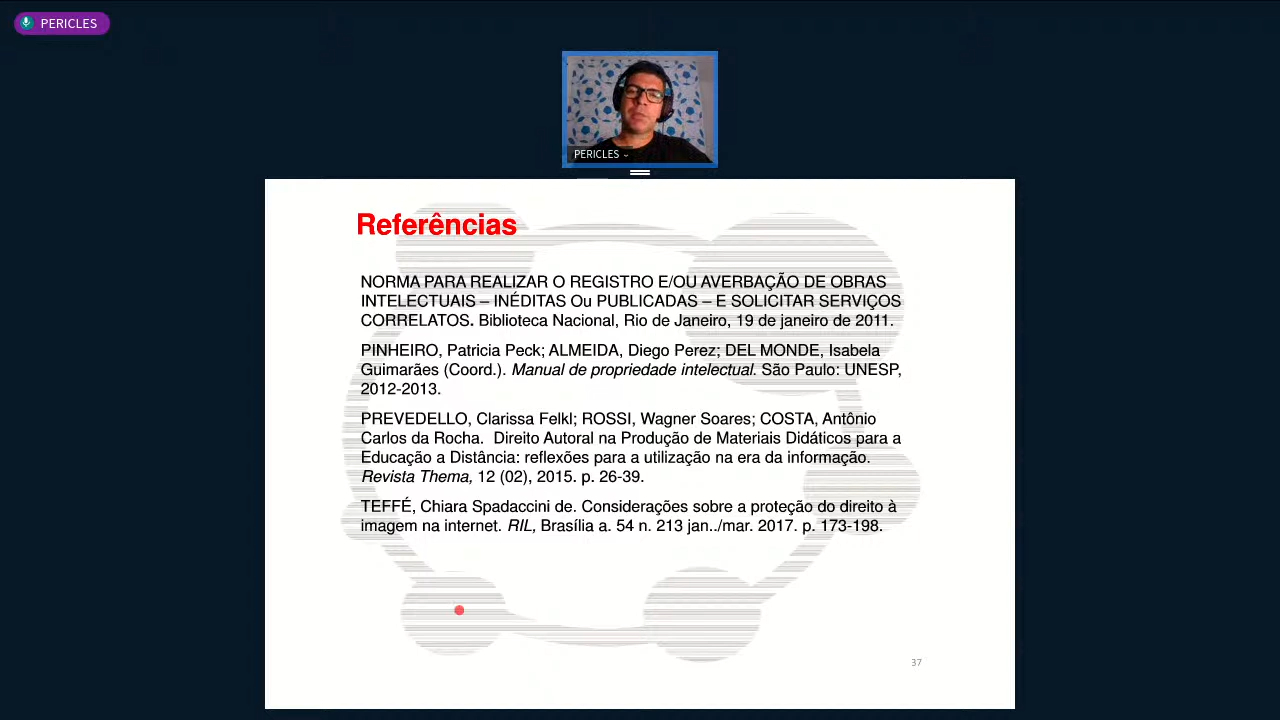 PERICLES
PERICLES
Referências
NORMA PARA REALIZAR O REGISTRO E/OU AVERBAÇÃO DE OBRAS
INTELECTUAIS – INÉDITAS Ou PUBLICADAS – E SOLICITAR SERVIÇOS
CORRELATOS. Biblioteca Nacional, Rio de Janeiro, 19 de janeiro de 2011.
PINHEIRO, Patricia Peck; ALMEIDA, Diego Perez; DEL MONDE, Isabela
Guimarães (Coord.). Manual de propriedade intelectual. São Paulo: UNESP,
2012-2013.
PREVEDELLO, Clarissa Felkl; ROSSI, Wagner Soares; COSTA, Antônio
Carlos da Rocha. Direito Autoral na Produção de Materiais Didáticos para a
Educação a Distância: reflexões para a utilização na era da informação.
Revista Thema, 12 (02), 2015. p. 26-39.
TEFFÉ, Chiara Spadaccini de. Considerações sobre a proteção do direito à
imagem na internet. RIL, Brasília a. 54 n. 213 jan../mar. 2017. p. 173-198.
37